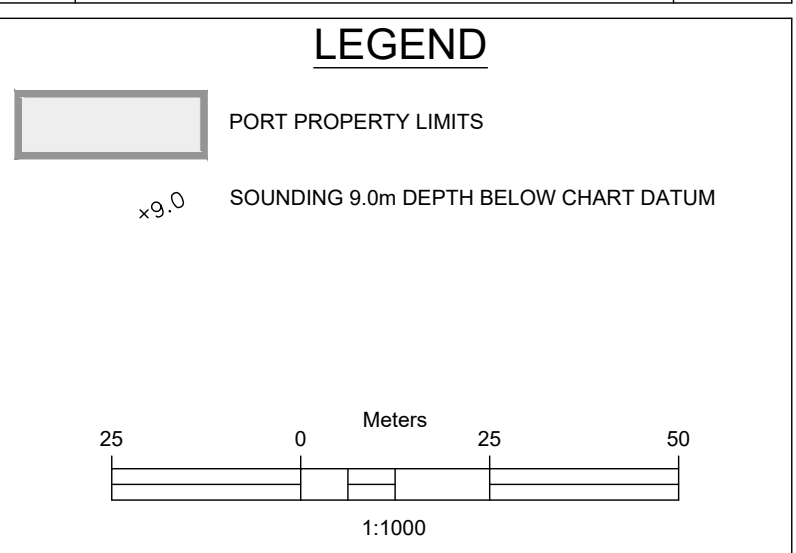 LEGEND
PORT PROPERTY LIMITS
×9.0 SOUNDING 9.0m DEPTH BELOW CHART DATUM
Meters
25 0 25 50
1:1000